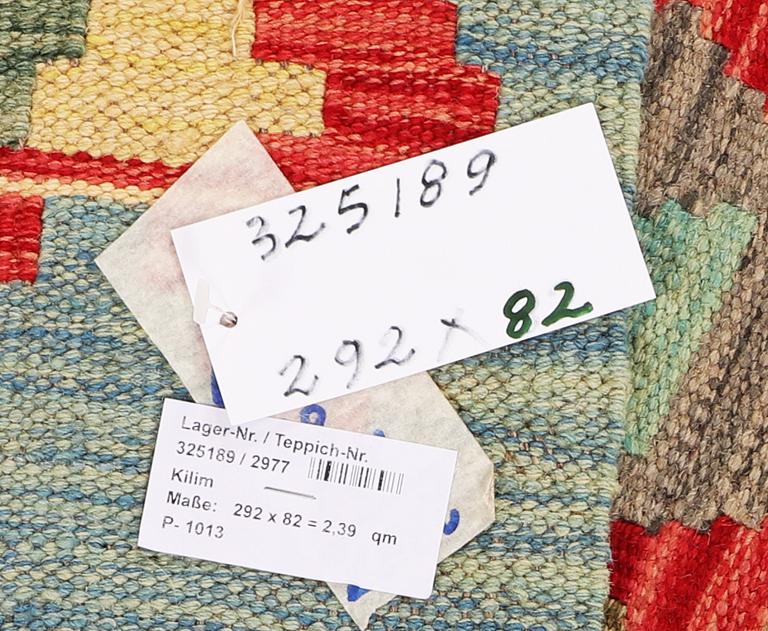 325189
292 x 82
Lager-Nr. / Teppich-Nr.
325189 / 2977
Kilim
Maße: 292 x 82 = 2,39 qm
P- 1013